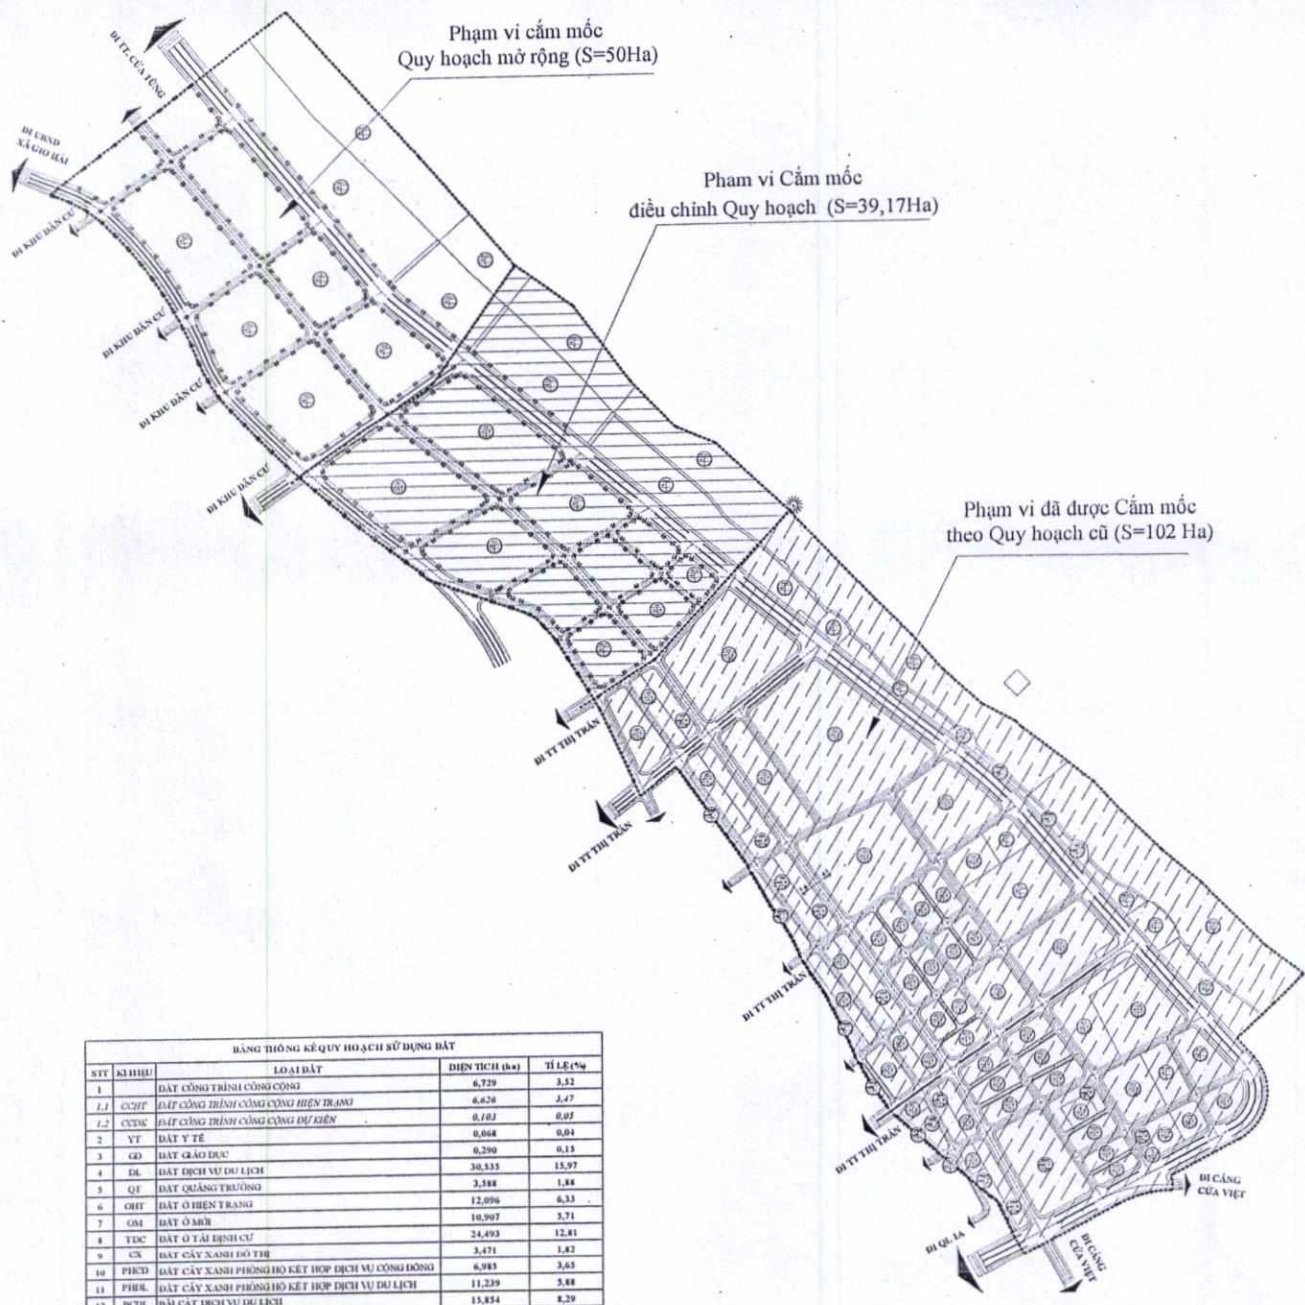 Phạm vi cắm mốc
Quy hoạch mở rộng (S=50Ha)
ĐI TT. CỬA TÙNG
ĐI UBND
XÃ GIO HẢI
Pham vi Cắm mốc
điều chỉnh Quy hoạch (S=39,17Ha)
ĐI KHU DÂN CƯ
ĐI KHU DÂN CƯ
ĐI KHU DÂN CƯ
ĐI KHU DÂN CƯ
Phạm vi đã được Cắm mốc
theo Quy hoạch cũ (S=102 Ha)
ĐI TT THỊ TRẤN
ĐI TT THỊ TRẤN
ĐI TT THỊ TRẤN
ĐI TT THỊ TRẤN
ĐI CẢNG
CỬA VIỆT
ĐI QL 1A
ĐI CẢNG
CỬA VIỆT
BẢNG THỐNG KÊ QUY HOẠCH SỬ DỤNG ĐẤT
STT KÍ HIỆU LOẠI ĐẤT DIỆN TÍCH (ha) TỈ LỆ (%)
1 ĐẤT CÔNG TRÌNH CÔNG CỘNG 6,729 3,52
1.1 CCHT ĐẤT CÔNG TRÌNH CÔNG CỘNG HIỆN TRẠNG 6,626 3,47
1.2 CCDK ĐẤT CÔNG TRÌNH CÔNG CỘNG DỰ KIẾN 0,103 0,05
2 YT ĐẤT Y TẾ 0,068 0,04
3 GD ĐẤT GIÁO DỤC 0,290 0,15
4 DL ĐẤT DỊCH VỤ DU LỊCH 30,535 15,97
5 QT ĐẤT QUẢNG TRƯỜNG 3,588 1,88
6 OHT ĐẤT Ở HIỆN TRẠNG 12,096 6,33
7 OM ĐẤT Ở MỚI 10,907 5,71
8 TDC ĐẤT Ở TÁI ĐỊNH CƯ 24,493 12,81
9 CX ĐẤT CÂY XANH ĐÔ THỊ 3,471 1,82
10 PHCD ĐẤT CÂY XANH PHÒNG HỘ KẾT HỢP DỊCH VỤ CỘNG ĐỒNG 6,985 3,65
11 PHDL ĐẤT CÂY XANH PHÒNG HỘ KẾT HỢP DỊCH VỤ DU LỊCH 11,239 5,88
BCDL BÃI CÁT DỊCH VỤ DU LỊCH 15,854 8,29